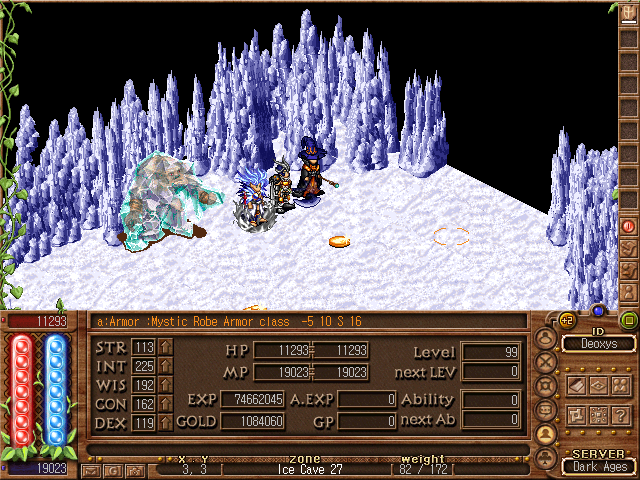 11293
a:Armor :Mystic Robe Armor class -5 10 S 16
+2
ID
Deoxys
STR 113 HP 11293 11293 Level 99
INT 225 MP 19023 19023 next LEV 0
WIS 192
CON 162 EXP 74662045 A.EXP 0 Ability 0
DEX 119 GOLD 1084060 GP 0 next Ab 0
x . y zone weight
SERVER
19023 G 3, 3 Ice Cave 27 82 / 172 Dark Ages